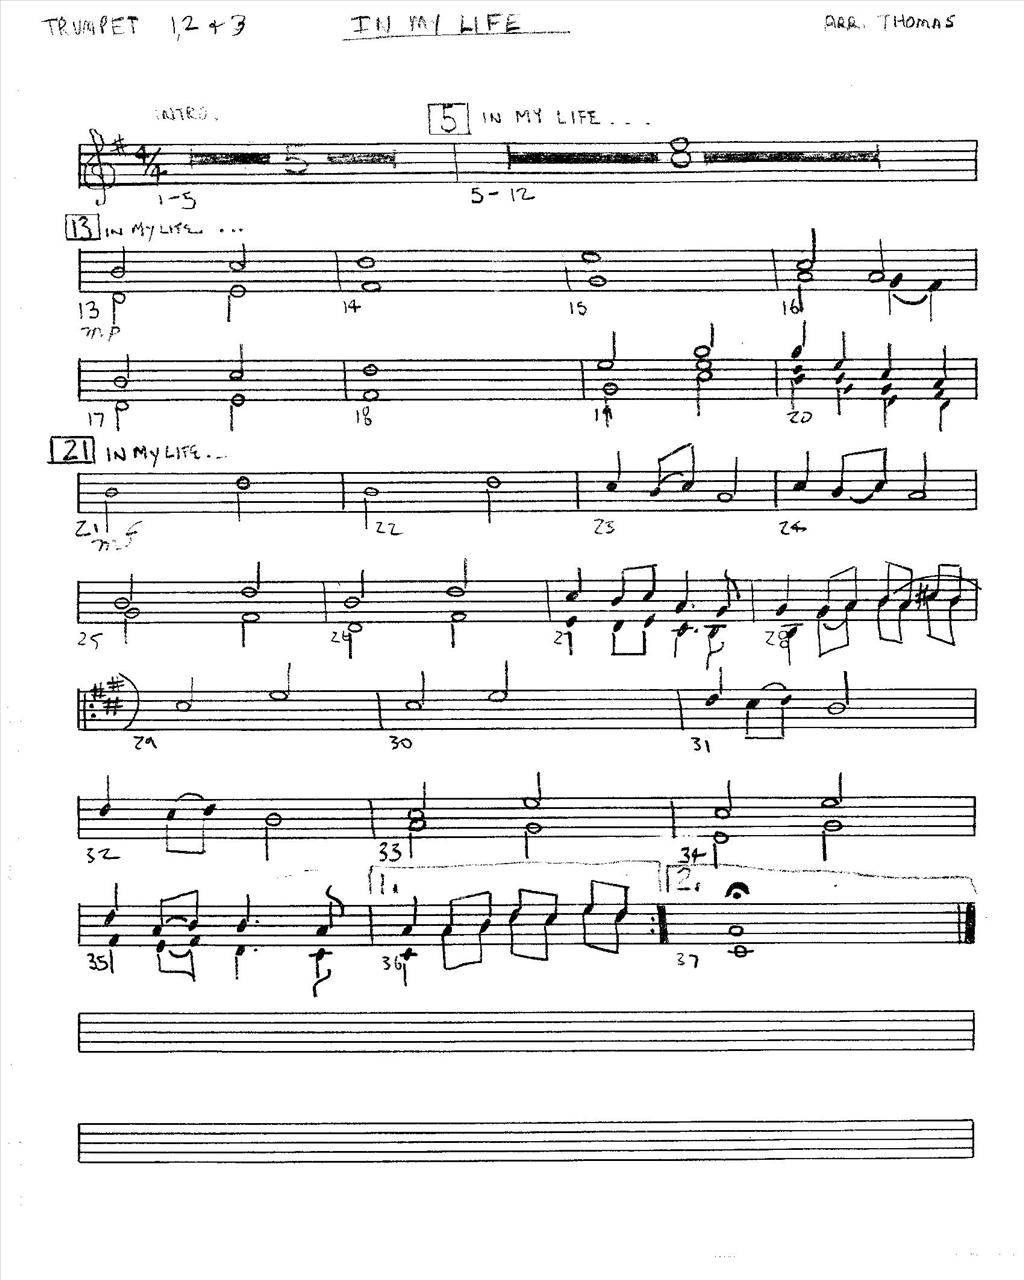 TRUMPET 1,2 + 3 IN MY LIFE ARR. THOMAS
INTRO. 5 IN MY LIFE . . . .
4/4 5 8
1-5 5-12
13 IN MY LIFE ...
13 14 15 16
mp
17 18 19 20
21 IN MY LIFE ...
21 22 23 24
mf
25 26 27 28
29 30 31
32 33 34
1. 2.
35 36 37